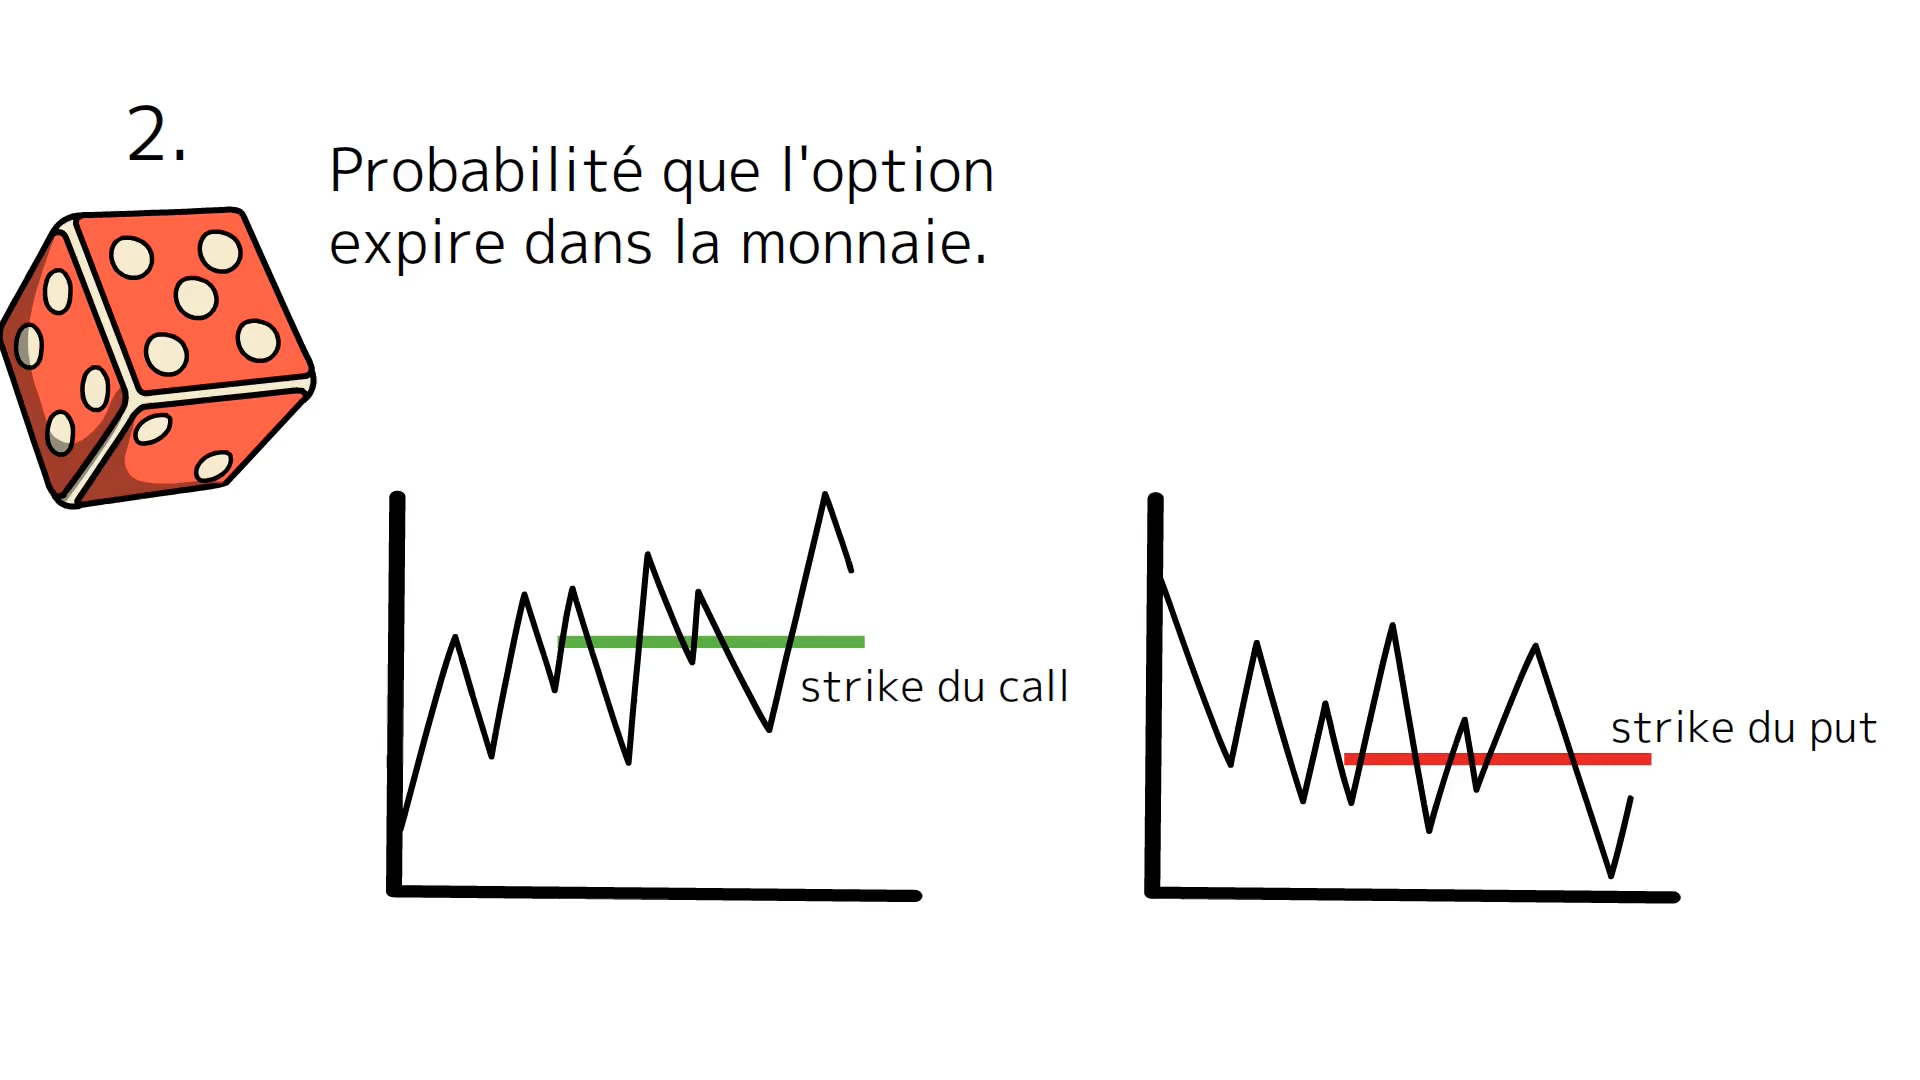 2.
Probabilité que l'option
expire dans la monnaie.
strike du call
strike du put